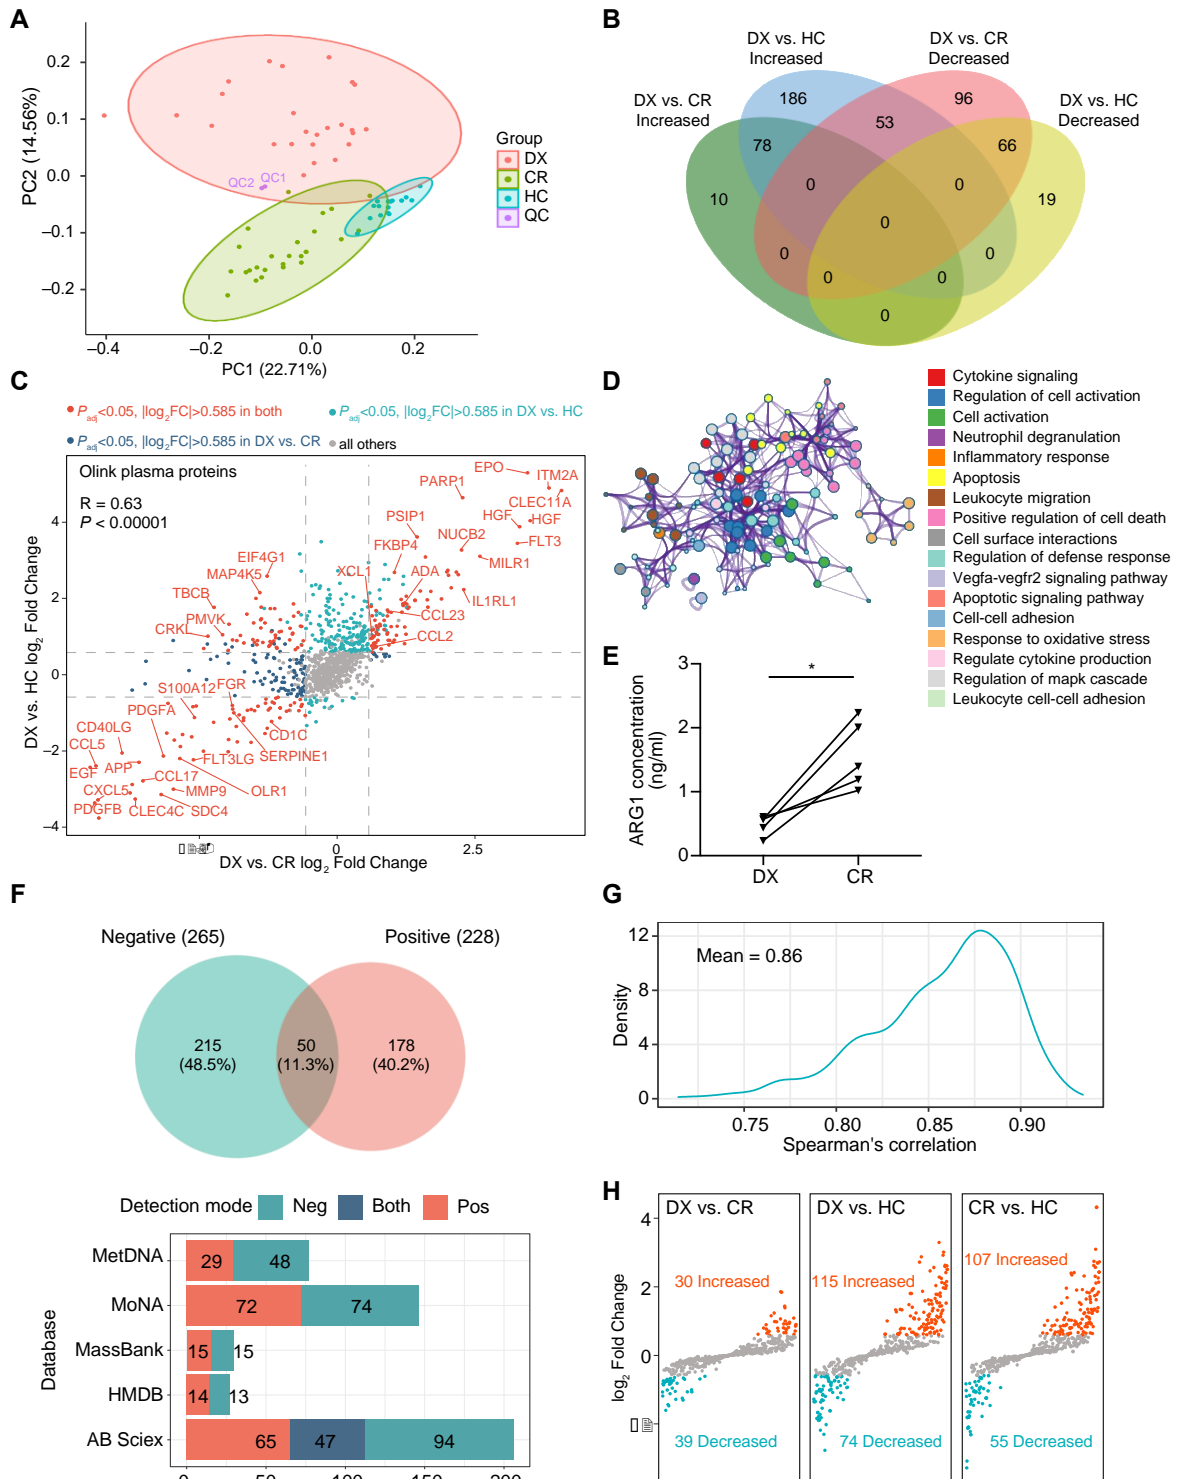 A
0.2
0.1
0.0
−0.1
−0.2
PC2 (14.56%)
QC2 QC1
−0.4 −0.2 0.0 0.2
PC1 (22.71%)
Group
DX
CR
HC
QC
B
DX vs. HC
Increased
DX vs. CR
Decreased
DX vs. CR
Increased
DX vs. HC
Decreased
186 96
53
78 66
0 0
10 19
0
0 0
0 0
0
C
P adj <0.05, |log2FC|>0.585 in both
P adj <0.05, |log2FC|>0.585 in DX vs. HC
P adj <0.05, |log2FC|>0.585 in DX vs. CR
all others
Olink plasma proteins
R = 0.63
P < 0.00001
EPO
ITM2A
PARP1
CLEC11A
HGF
HGF
PSIP1
NUCB2
FLT3
FKBP4
MILR1
EIF4G1
XCL1
ADA
MAP4K5
TBCB
IL1RL1
PMVK
CCL23
CRKL
CCL2
S100A12
FGR
PDGFA
CD40LG
CD1C
CCL5
SERPINE1
FLT3LG
EGF
APP
CCL17
CXCL5
MMP9
OLR1
PDGFB
CLEC4C
SDC4
4
2
0
−2
−4
DX vs. HC log2 Fold Change
0 2.5
DX vs. CR log2 Fold Change
D
Cytokine signaling
Regulation of cell activation
Cell activation
Neutrophil degranulation
Inflammatory response
Apoptosis
Leukocyte migration
Positive regulation of cell death
Cell surface interactions
Regulation of defense response
Vegfa-vegfr2 signaling pathway
Apoptotic signaling pathway
Cell-cell adhesion
Response to oxidative stress
Regulate cytokine production
Regulation of mapk cascade
Leukocyte cell-cell adhesion
E
3
2
1
0
ARG1 concentration
(ng/ml)
*
DX CR
F
Negative (265) Positive (228)
215 50 178
(48.5%) (11.3%) (40.2%)
Detection mode Neg Both Pos
Database
MetDNA 29 48
MoNA 72 74
MassBank 15 15
HMDB 14 13
AB Sciex 65 47 94
0 50 100 150 200
G
Mean = 0.86
12
8
4
0
Density
0.75 0.80 0.85 0.90
Spearman's correlation
H
DX vs. CR DX vs. HC CR vs. HC
4
2
0
log2 Fold Change
30 Increased 115 Increased 107 Increased
39 Decreased 74 Decreased 55 Decreased